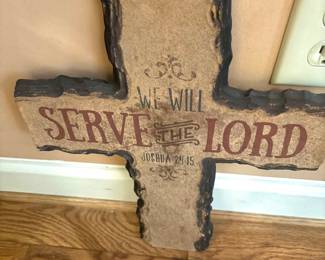 WE WILL
SERVE THE LORD
JOSHUA 24:15